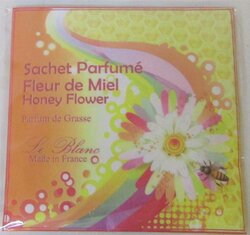 Sachet Parfumé
Fleur de Miel
Honey Flower
Parfum de Grasse
Le Blanc
Made in France